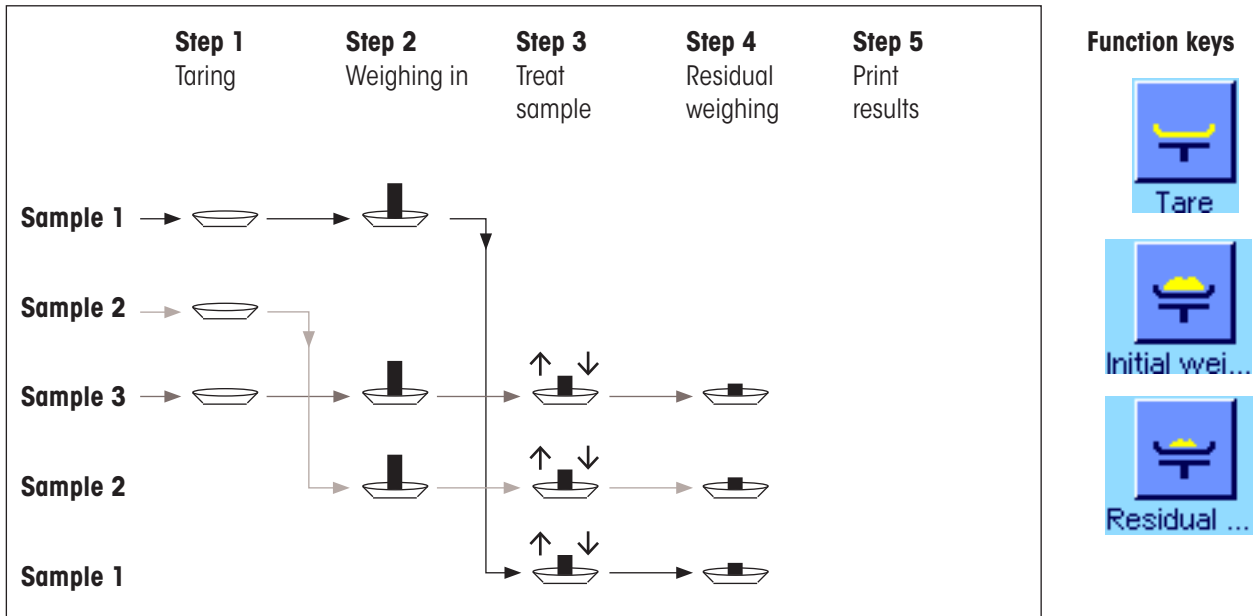 Step 1
Taring
Step 2
Weighing in
Step 3
Treat
sample
Step 4
Residual
weighing
Step 5
Print
results
Function keys
Tare
Sample 1
Initial wei...
Sample 2
Sample 3
Residual ...
Sample 2
Sample 1